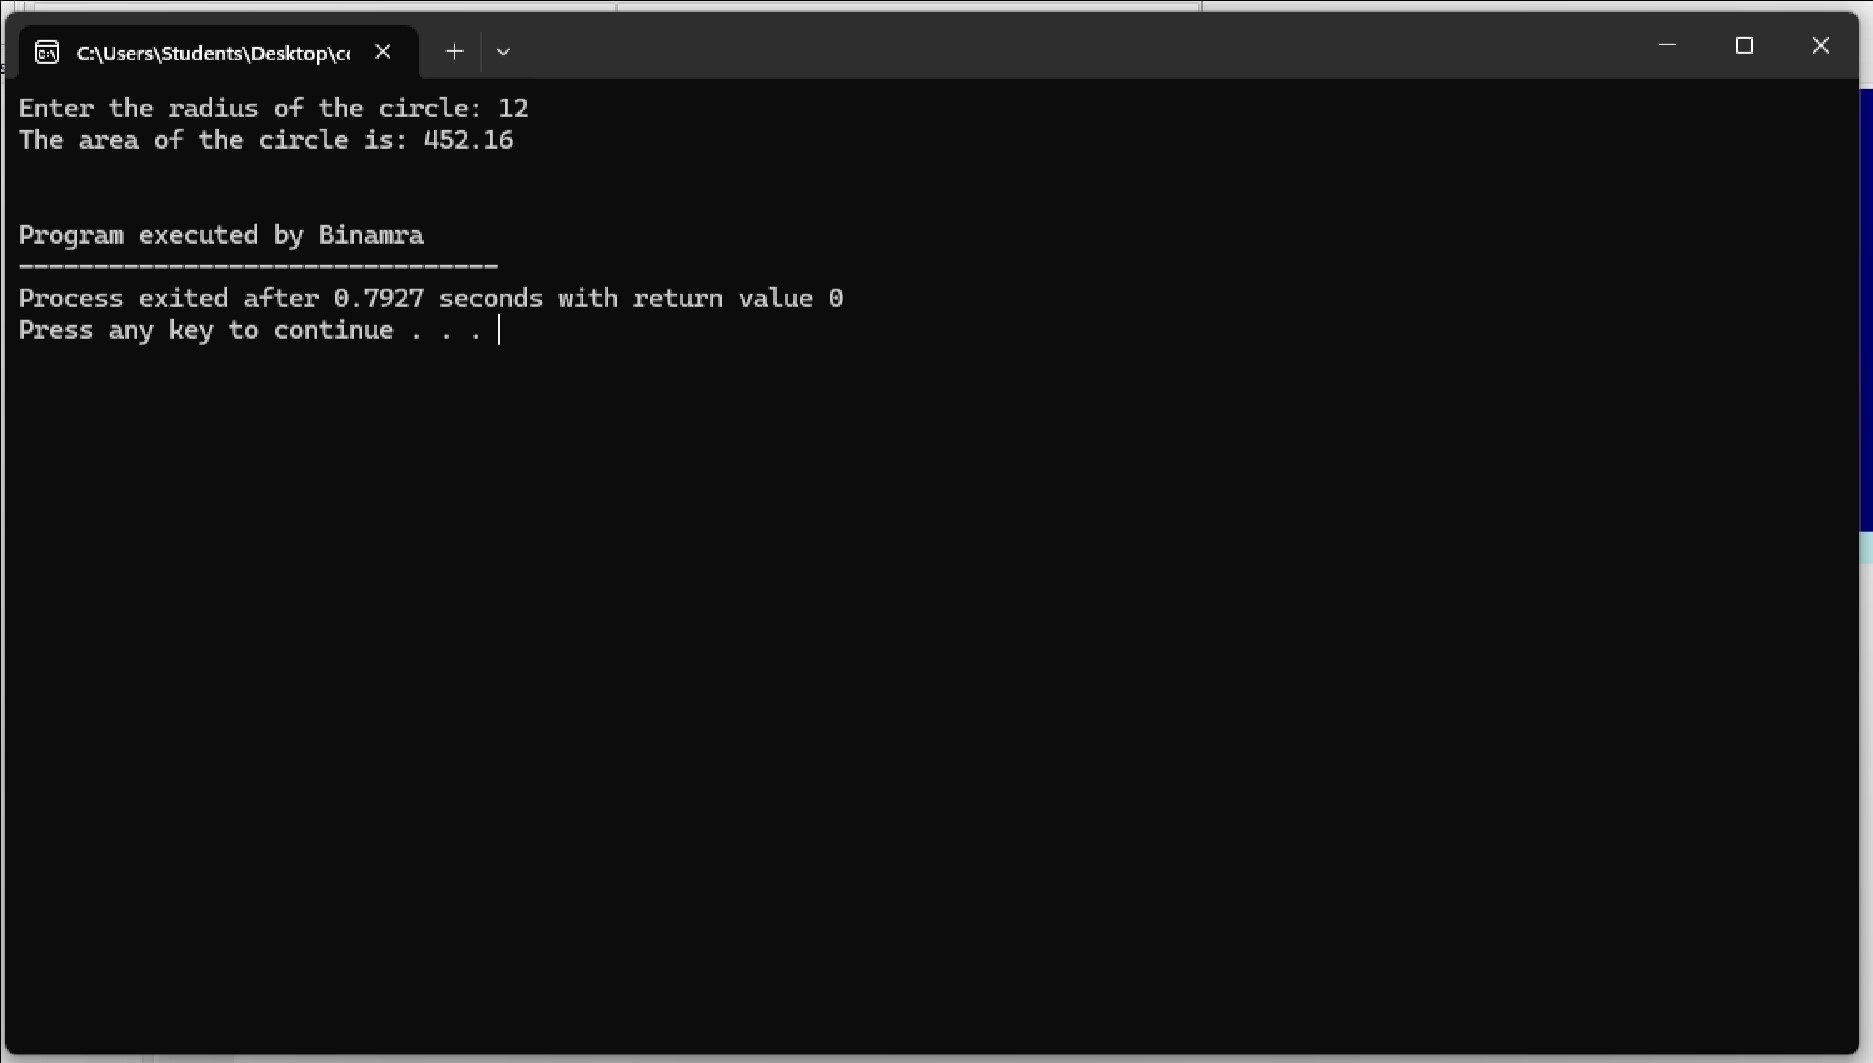 C:\Users\Students\Desktop\c
Enter the radius of the circle: 12
The area of the circle is: 452.16
Program executed by Binamra
--------------------------------
Process exited after 0.7927 seconds with return value 0
Press any key to continue . . .